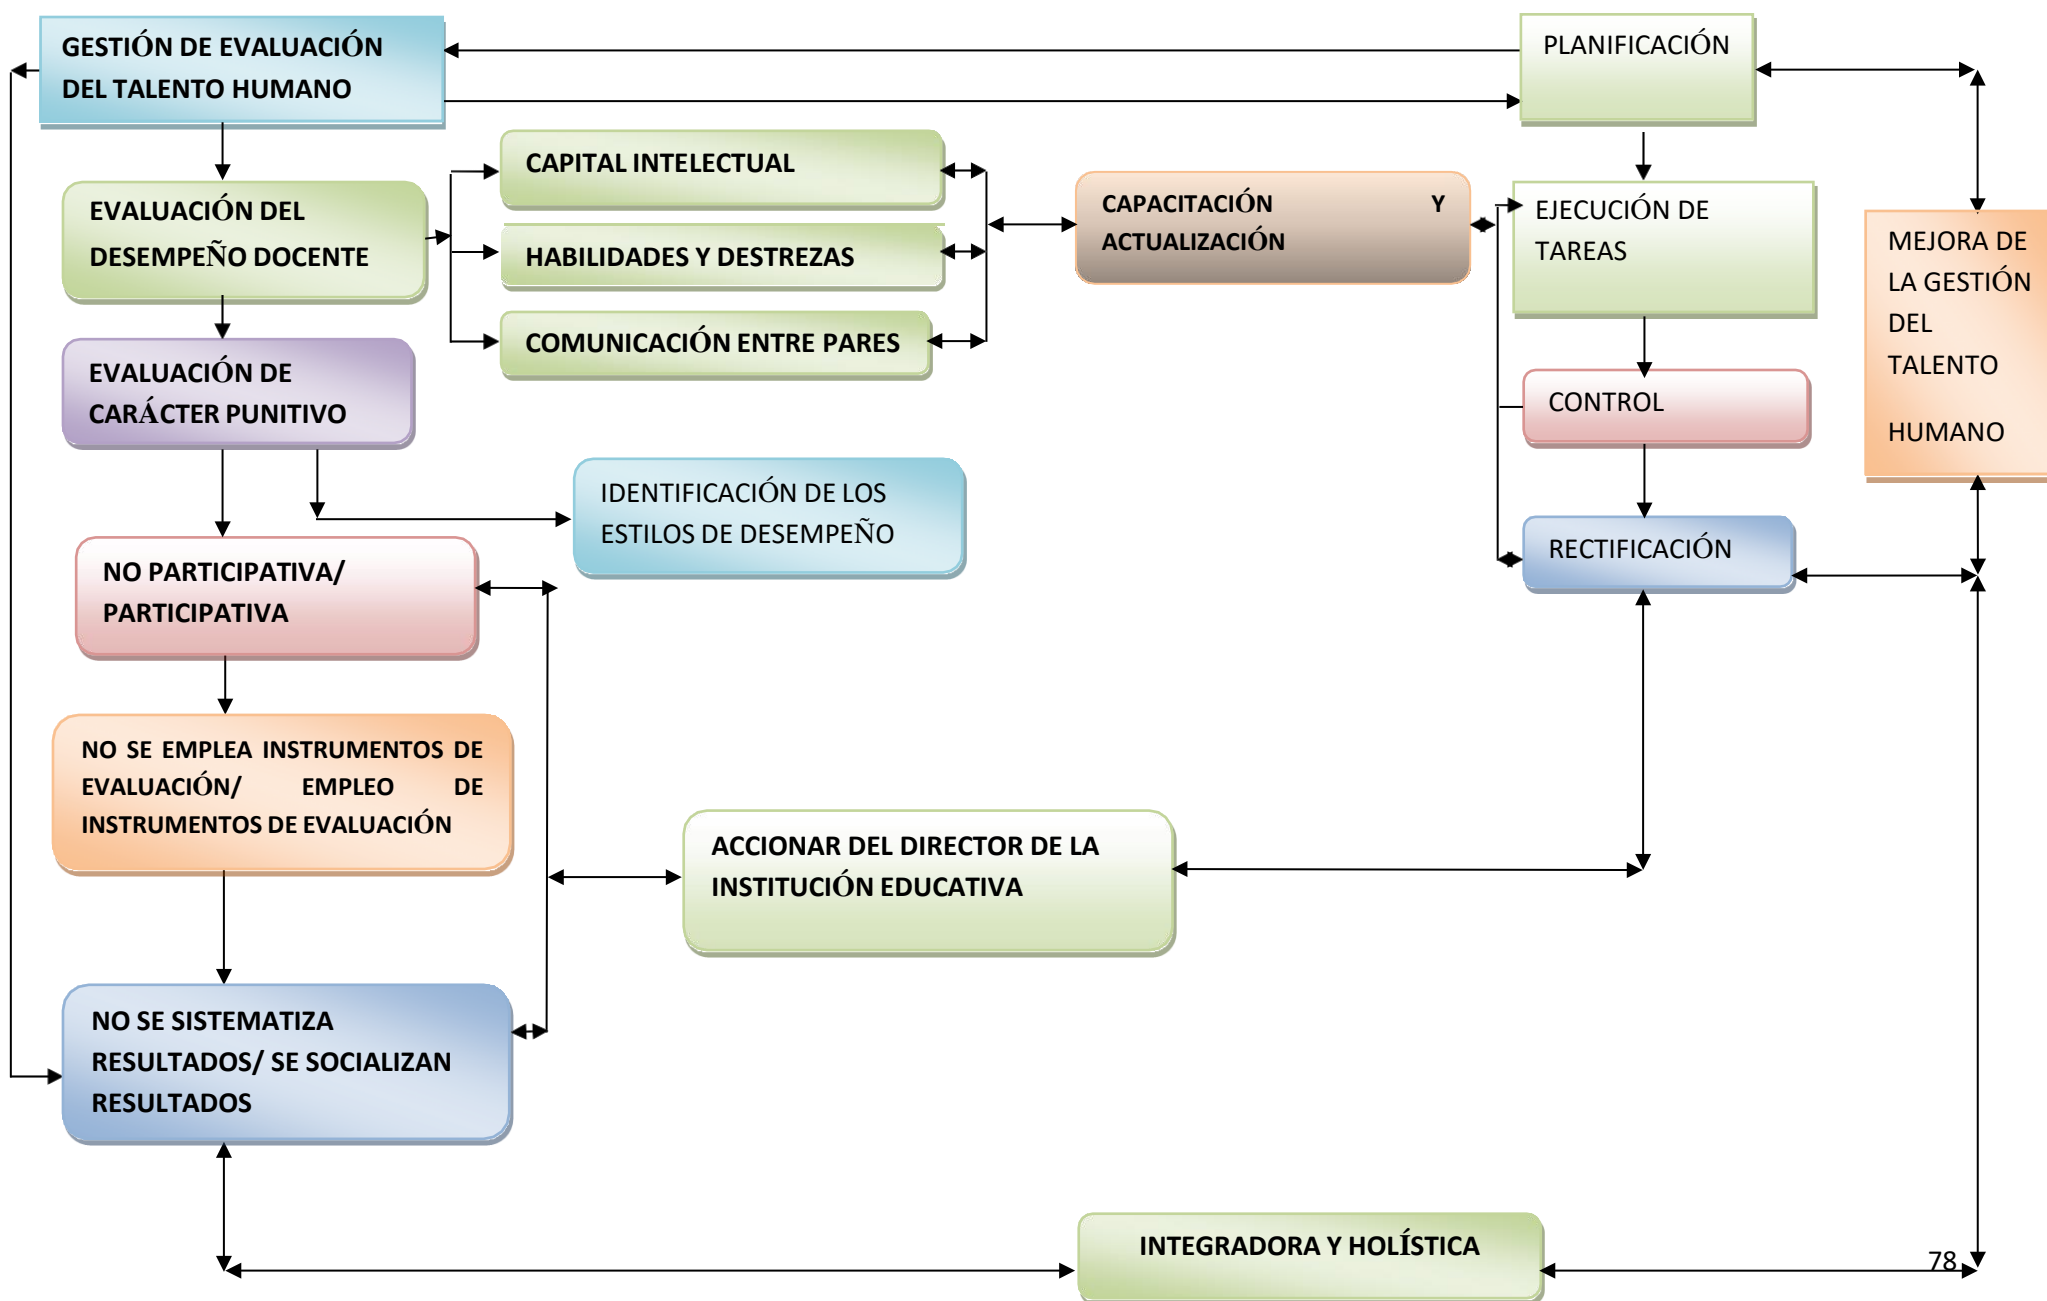 GESTIÓN DE EVALUACIÓN
DEL TALENTO HUMANO
PLANIFICACIÓN
CAPITAL INTELECTUAL
EVALUACIÓN DEL
DESEMPEÑO DOCENTE
HABILIDADES Y DESTREZAS
COMUNICACIÓN ENTRE PARES
CAPACITACIÓN Y
ACTUALIZACIÓN
EJECUCIÓN DE
TAREAS
MEJORA DE
LA GESTIÓN
DEL
TALENTO
HUMANO
EVALUACIÓN DE
CARÁCTER PUNITIVO
CONTROL
IDENTIFICACIÓN DE LOS
ESTILOS DE DESEMPEÑO
RECTIFICACIÓN
NO PARTICIPATIVA/
PARTICIPATIVA
NO SE EMPLEA INSTRUMENTOS DE
EVALUACIÓN/ EMPLEO DE
INSTRUMENTOS DE EVALUACIÓN
ACCIONAR DEL DIRECTOR DE LA
INSTITUCIÓN EDUCATIVA
NO SE SISTEMATIZA
RESULTADOS/ SE SOCIALIZAN
RESULTADOS
INTEGRADORA Y HOLÍSTICA
78